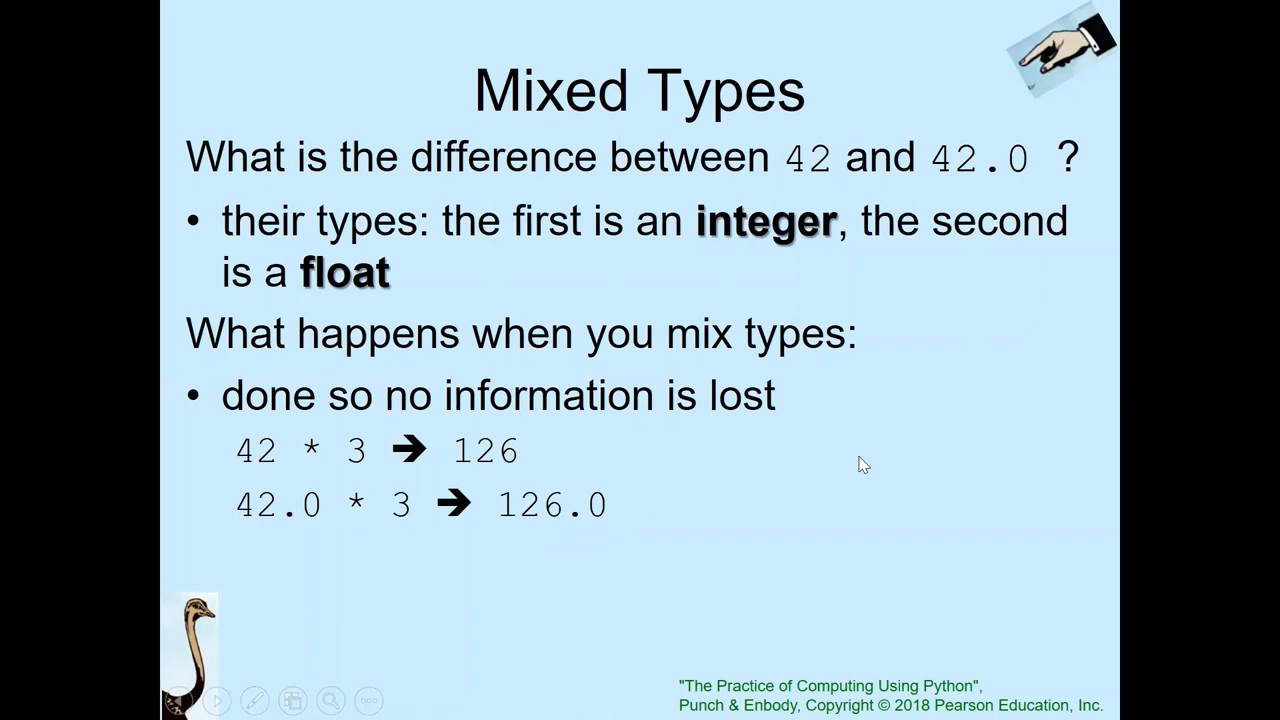 Mixed Types
What is the difference between 42 and 42.0 ?
• their types: the first is an integer, the second
is a float
What happens when you mix types:
• done so no information is lost
42 * 3 ➔ 126
42.0 * 3 ➔ 126.0
"The Practice of Computing Using Python",
Punch & Enbody, Copyright © 2018 Pearson Education, Inc.